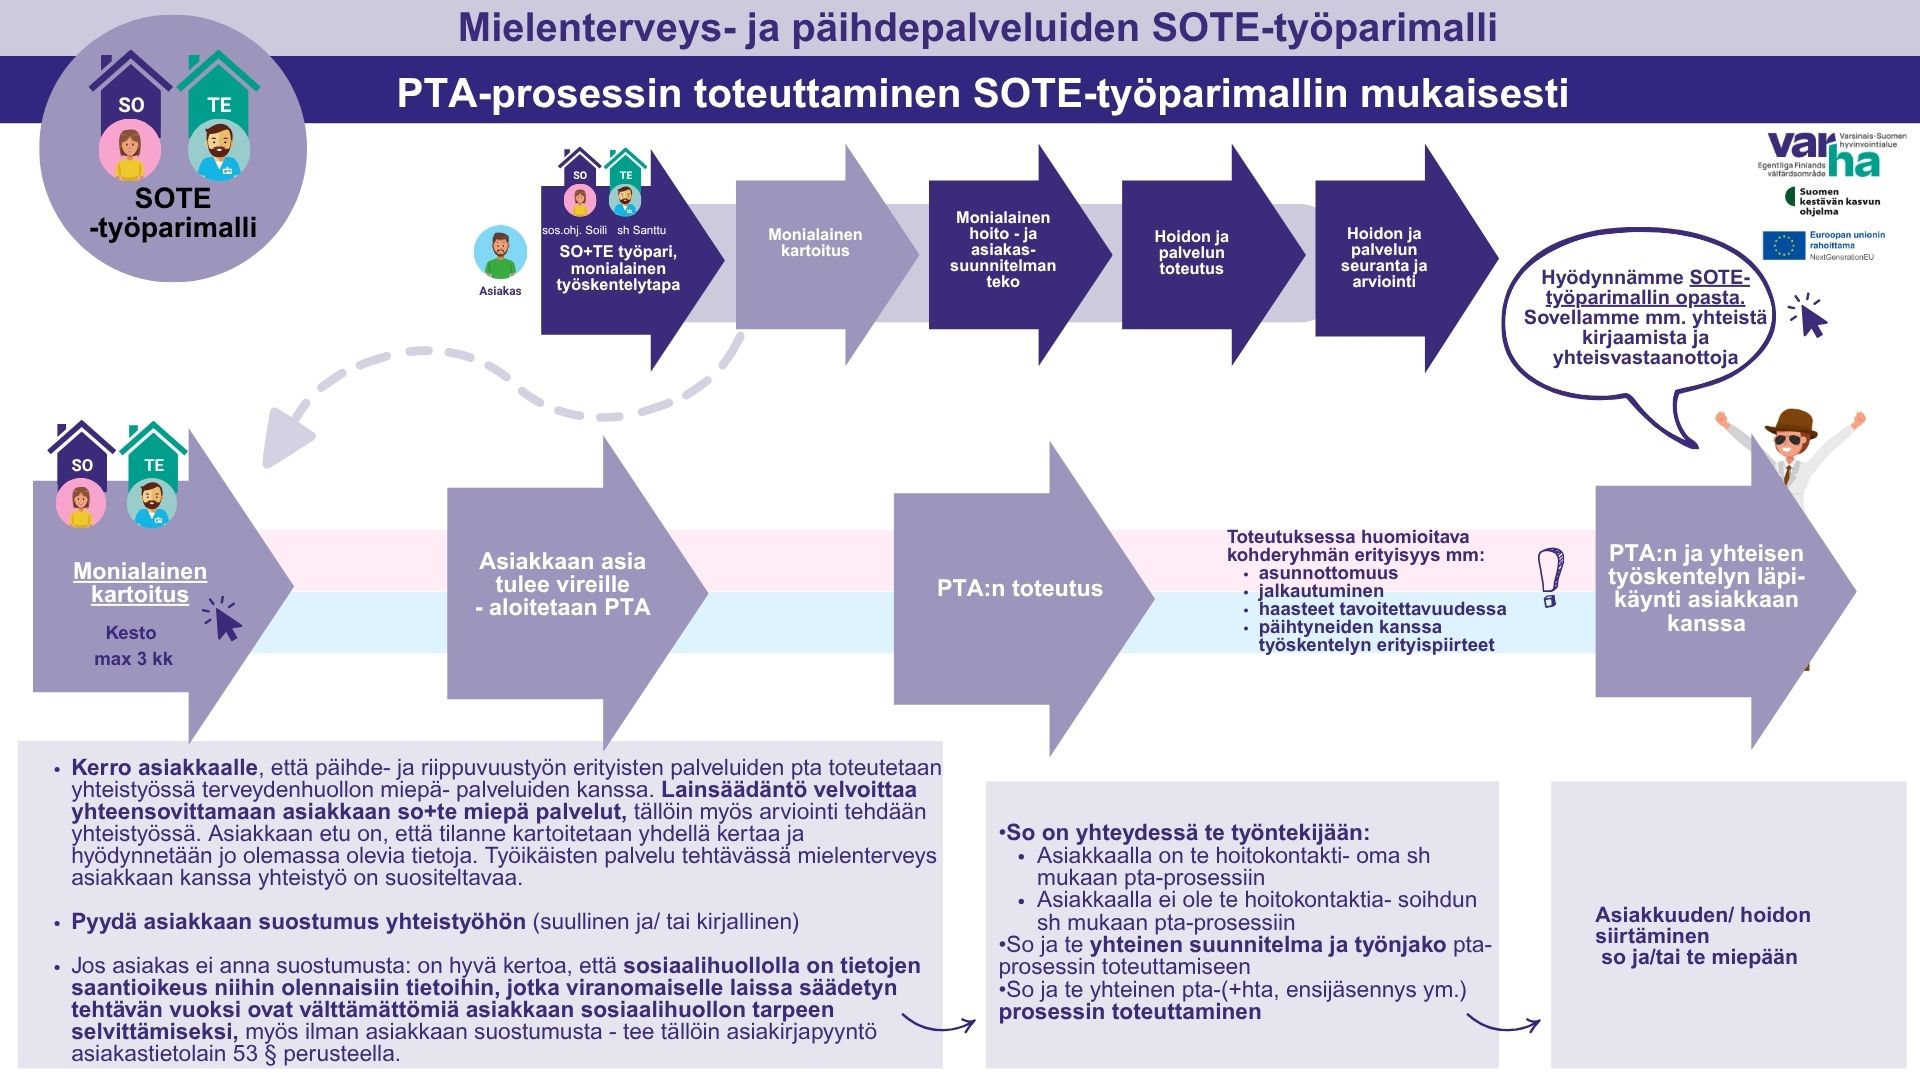 Mielenterveys- ja päihdepalveluiden SOTE-työparimalli
PTA-prosessin toteuttaminen SOTE-työparimallin mukaisesti
SO
TE
SOTE
-työparimalli
Asiakas
SO
TE
sos.ohj. Soili
sh Santtu
SO+TE työpari,
monialainen
työskentelytapa
Monialainen
kartoitus
Monialainen
hoito - ja
asiakas-
suunnitelman
teko
Hoidon ja
palvelun
toteutus
Hoidon ja
palvelun
seuranta ja
arviointi
varha
Varsinais-Suomen
hyvinvointialue
Egentliga Finlands
välfärdsområde
Suomen
kestävän kasvun
ohjelma
Euroopan unionin
rahoittama
NextGenerationEU
Hyödynnämme SOTE-
työparimallin opasta.
Sovellamme mm. yhteistä
kirjaamista ja
yhteisvastaanottoja
SO
TE
Monialainen
kartoitus
Kesto
max 3 kk
Asiakkaan asia
tulee vireille
- aloitetaan PTA
PTA:n toteutus
Toteutuksessa huomioitava
kohderyhmän erityisyys mm:
• asunnottomuus
• jalkautuminen
• haasteet tavoitettavuudessa
• päihtyneiden kanssa
työskentelyn erityispiirteet
PTA:n ja yhteisen
työskentelyn läpi-
käynti asiakkaan
kanssa
• Kerro asiakkaalle, että päihde- ja riippuvuustyön erityisten palveluiden pta toteutetaan
yhteistyössä terveydenhuollon miepä- palveluiden kanssa. Lainsäädäntö velvoittaa
yhteensovittamaan asiakkaan so+te miepä palvelut, tällöin myös arviointi tehdään
yhteistyössä. Asiakkaan etu on, että tilanne kartoitetaan yhdellä kertaa ja
hyödynnetään jo olemassa olevia tietoja. Työikäisten palvelu tehtävässä mielenterveys
asiakkaan kanssa yhteistyö on suositeltavaa.
• Pyydä asiakkaan suostumus yhteistyöhön (suullinen ja/ tai kirjallinen)
• Jos asiakas ei anna suostumusta: on hyvä kertoa, että sosiaalihuollolla on tietojen
saantioikeus niihin olennaisiin tietoihin, jotka viranomaiselle laissa säädetyn
tehtävän vuoksi ovat välttämättömiä asiakkaan sosiaalihuollon tarpeen
selvittämiseksi, myös ilman asiakkaan suostumusta - tee tällöin asiakirjapyyntö
asiakastietolain 53 § perusteella.
•So on yhteydessä te työntekijään:
• Asiakkaalla on te hoitokontakti- oma sh
mukaan pta-prosessiin
• Asiakkaalla ei ole te hoitokontaktia- soihdun
sh mukaan pta-prosessiin
•So ja te yhteinen suunnitelma ja työnjako pta-
prosessin toteuttamiseen
•So ja te yhteinen pta-(+hta, ensijäsennys ym.)
prosessin toteuttaminen
Asiakkuuden/ hoidon
siirtäminen
so ja/tai te miepään